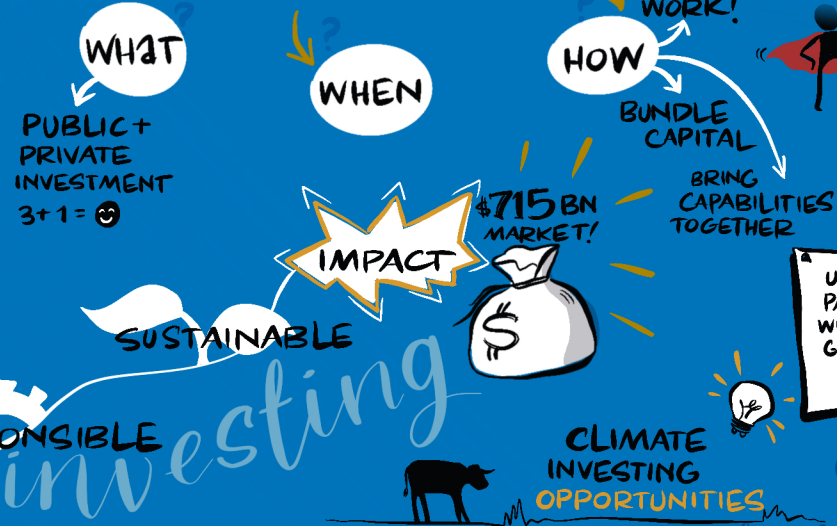 WORK!
WHAT
?
?
WHEN
?
HOW
PUBLIC +
PRIVATE
INVESTMENT
3+1 =
BUNDLE
CAPITAL
BRING
CAPABILITIES
TOGETHER
$715 BN
MARKET!
IMPACT
$
SUSTAINABLE
ONSIBLE
investing
CLIMATE
INVESTING
OPPORTUNITIES